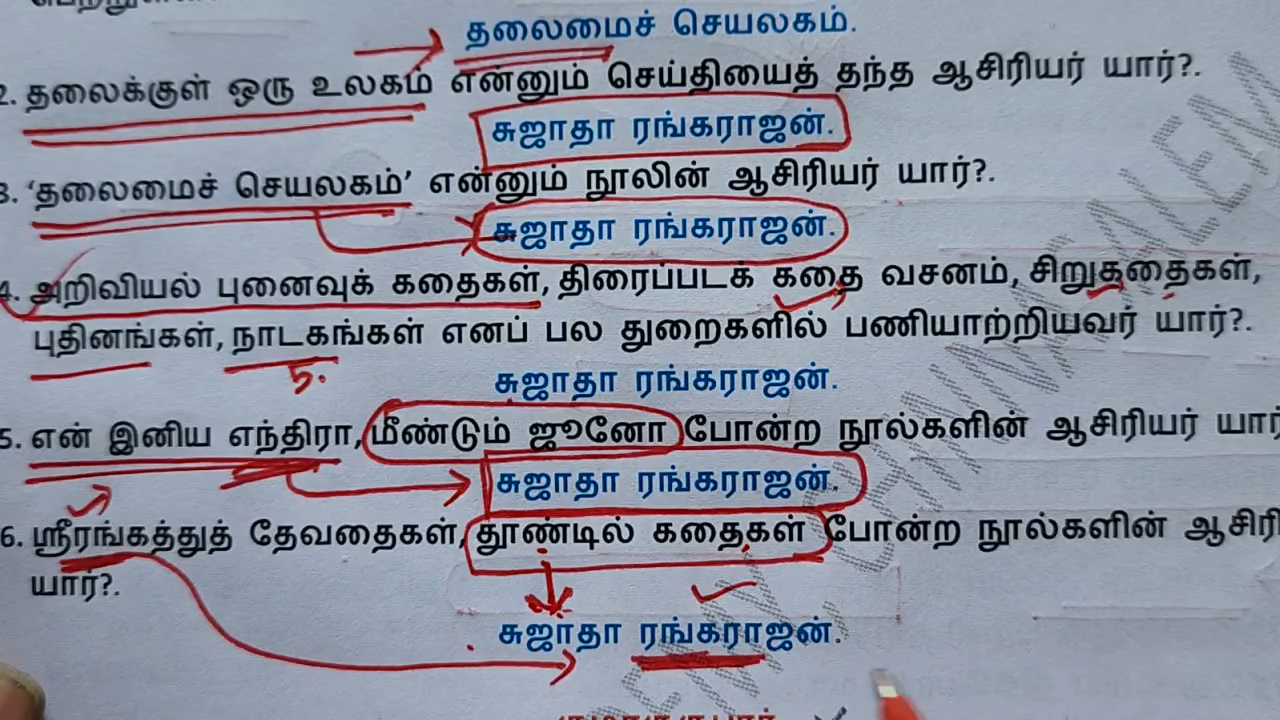 தலைமைச் செயலகம்.
2. தலைக்குள் ஒரு உலகம் என்னும் செய்தியைத் தந்த ஆசிரியர் யார்?.
சுஜாதா ரங்கராஜன்.
3. ‘தலைமைச் செயலகம்’ என்னும் நூலின் ஆசிரியர் யார்?.
சுஜாதா ரங்கராஜன்.
4. அறிவியல் புனைவுக் கதைகள், திரைப்படக் கதை வசனம், சிறுகதைகள்,
புதினங்கள், நாடகங்கள் எனப் பல துறைகளில் பணியாற்றியவர் யார்?.
5.
சுஜாதா ரங்கராஜன்.
5. என் இனிய எந்திரா, மீண்டும் ஜூனோ போன்ற நூல்களின் ஆசிரியர் யார்
சுஜாதா ரங்கராஜன்.
6. ஸ்ரீரங்கத்துத் தேவதைகள், தூண்டில் கதைகள் போன்ற நூல்களின் ஆசிரி
யார்?.
சுஜாதா ரங்கராஜன்.